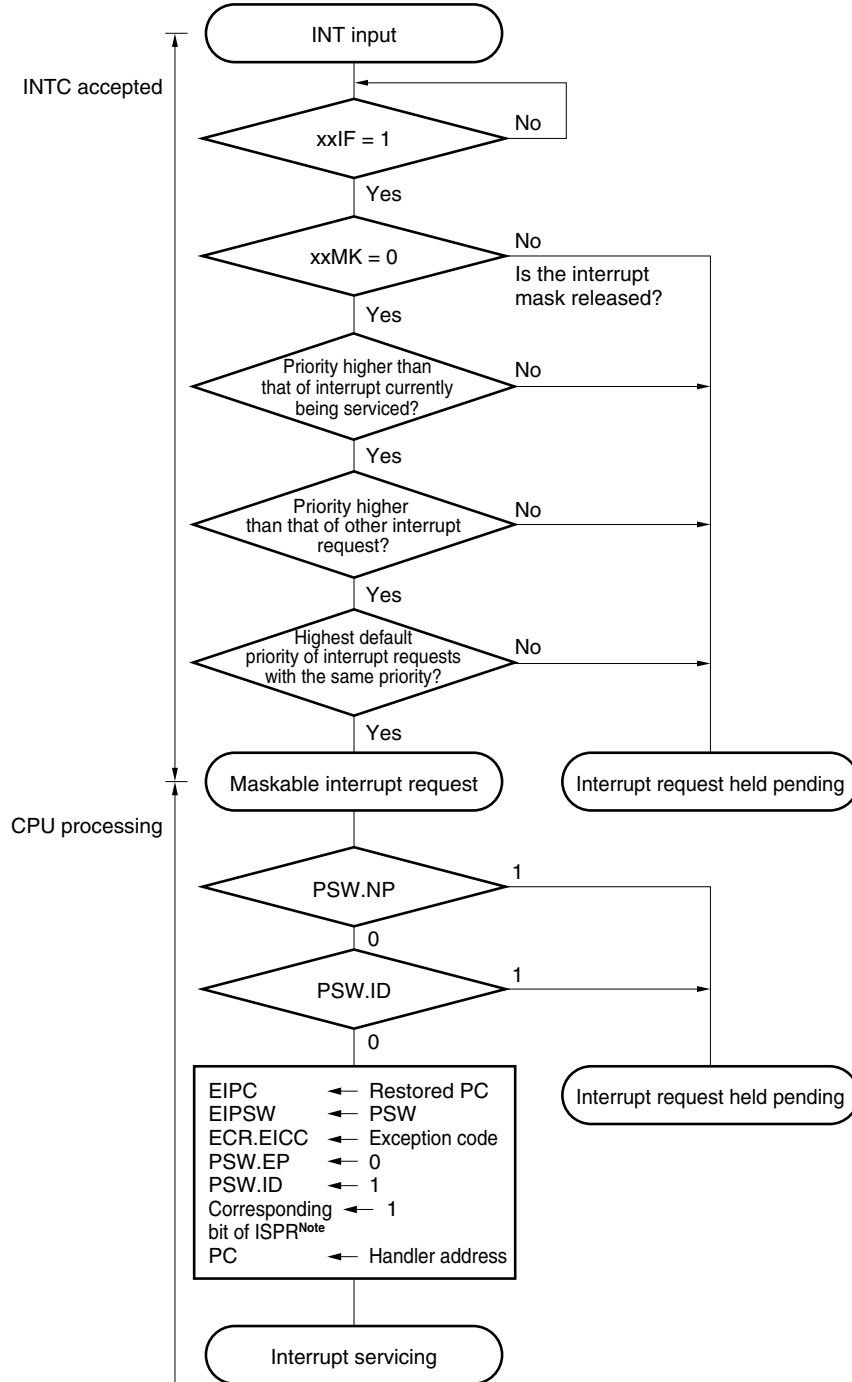 INT input
INTC accepted
xxIF = 1
No
Yes
xxMK = 0
No
Is the interrupt
mask released?
Yes
Priority higher than
that of interrupt currently
being serviced?
No
Yes
Priority higher
than that of other interrupt
request?
No
Yes
Highest default
priority of interrupt requests
with the same priority?
No
Yes
Maskable interrupt request
Interrupt request held pending
CPU processing
PSW.NP
1
0
PSW.ID
1
0
EIPC ← Restored PC
EIPSW ← PSW
ECR.EICC ← Exception code
PSW.EP ← 0
PSW.ID ← 1
Corresponding ← 1
bit of ISPRNote
PC ← Handler address
Interrupt request held pending
Interrupt servicing